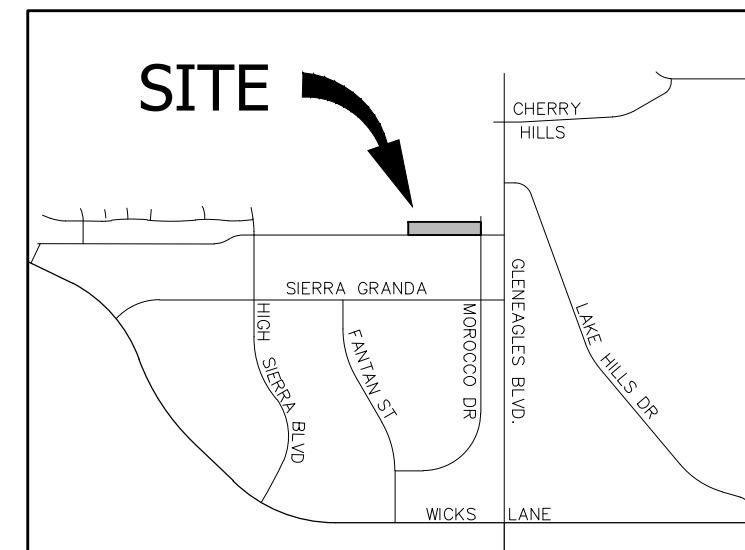 SITE
CHERRY
HILLS
SIERRA GRANDA
HIGH SIERRA BLVD
FANTAN ST
MOROCCO DR
GLENEAGLES BLVD.
LAKE HILLS DR
WICKS LANE